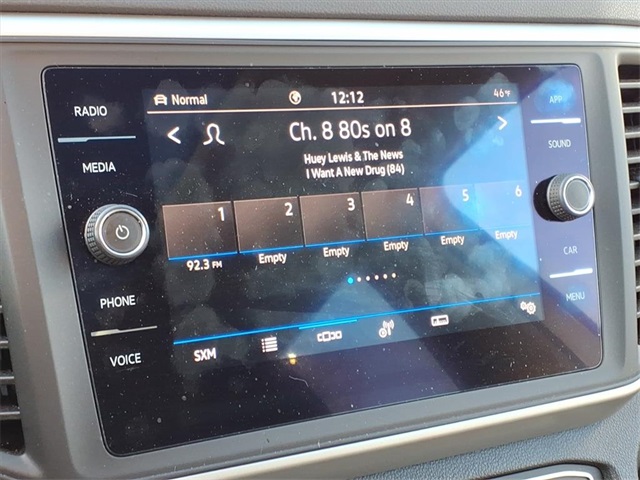 RADIO
MEDIA
PHONE
VOICE
Normal
12:12
46°F
< Ch. 8 80s on 8 >
Huey Lewis & The News
I Want A New Drug (84)
1 2 3 4 5 6
92.3 FM Empty Empty Empty Empty Empty
SXM
APP
SOUND
CAR
MENU